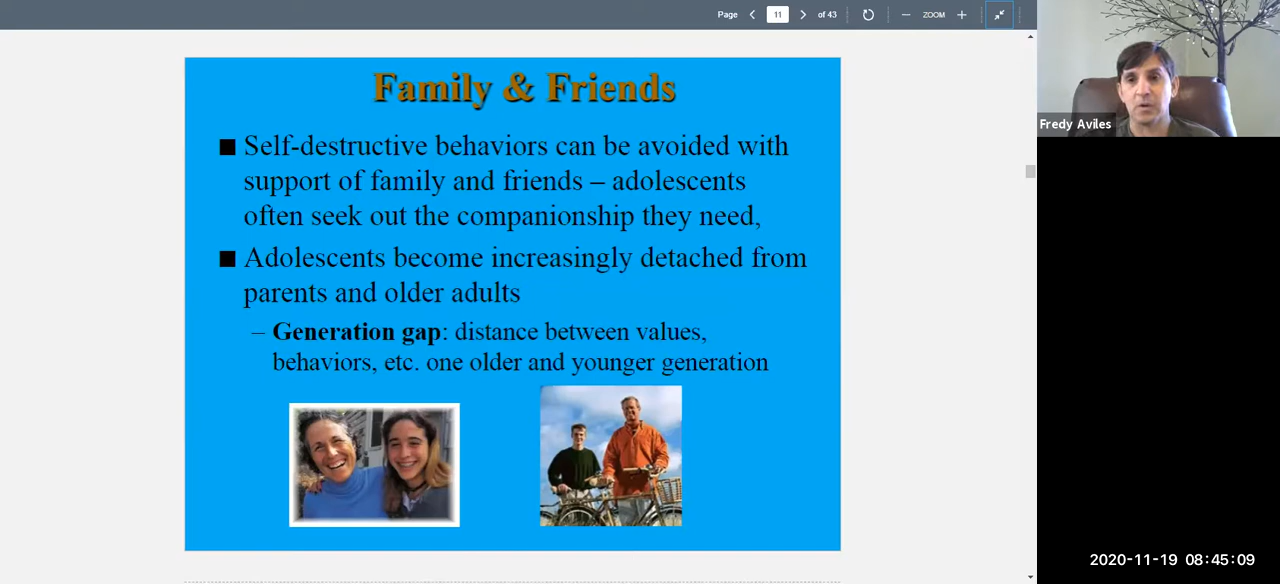 Page 11 of 43 ZOOM
Family & Friends
Self-destructive behaviors can be avoided with
support of family and friends – adolescents
often seek out the companionship they need,
Adolescents become increasingly detached from
parents and older adults
– Generation gap: distance between values,
behaviors, etc. one older and younger generation
Fredy Aviles
2020-11-19 08:45:09